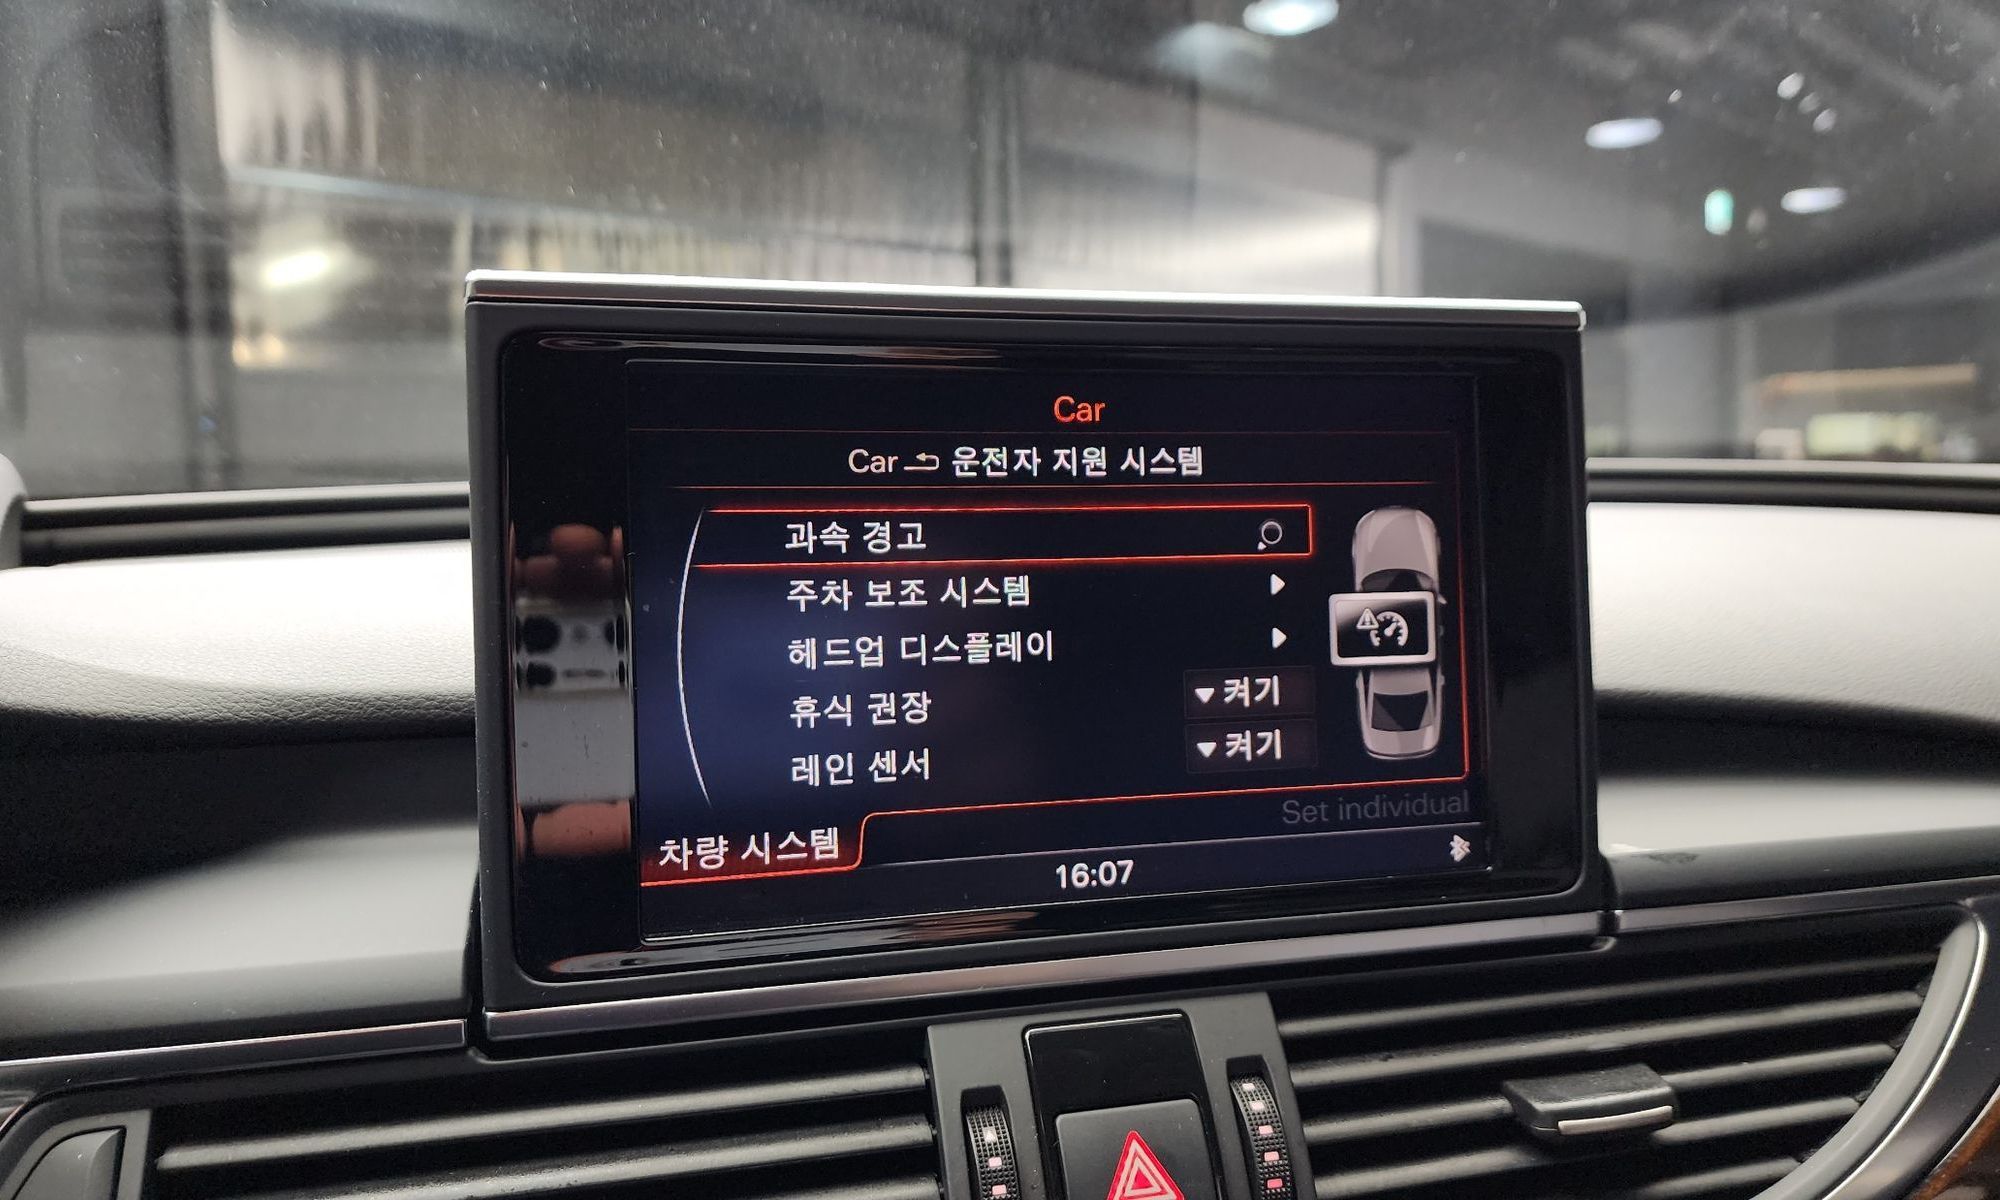 Car
Car 운전자 지원 시스템
과속 경고
주차 보조 시스템
헤드업 디스플레이
휴식 권장 켜기
레인 센서 켜기
Set individual
차량 시스템
16:07